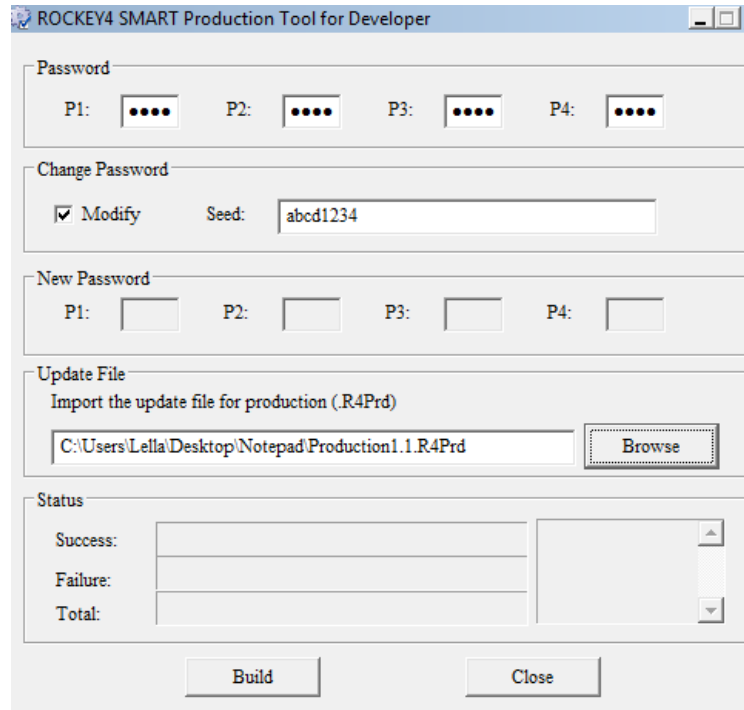 ROCKEY4 SMART Production Tool for Developer
Password
P1: •••• P2: •••• P3: •••• P4: ••••
Change Password
Modify Seed: abcd1234
New Password
P1: P2: P3: P4:
Update File
Import the update file for production (.R4Prd)
C:\Users\Lella\Desktop\Notepad\Production1.1.R4Prd Browse
Status
Success:
Failure:
Total:
Build Close